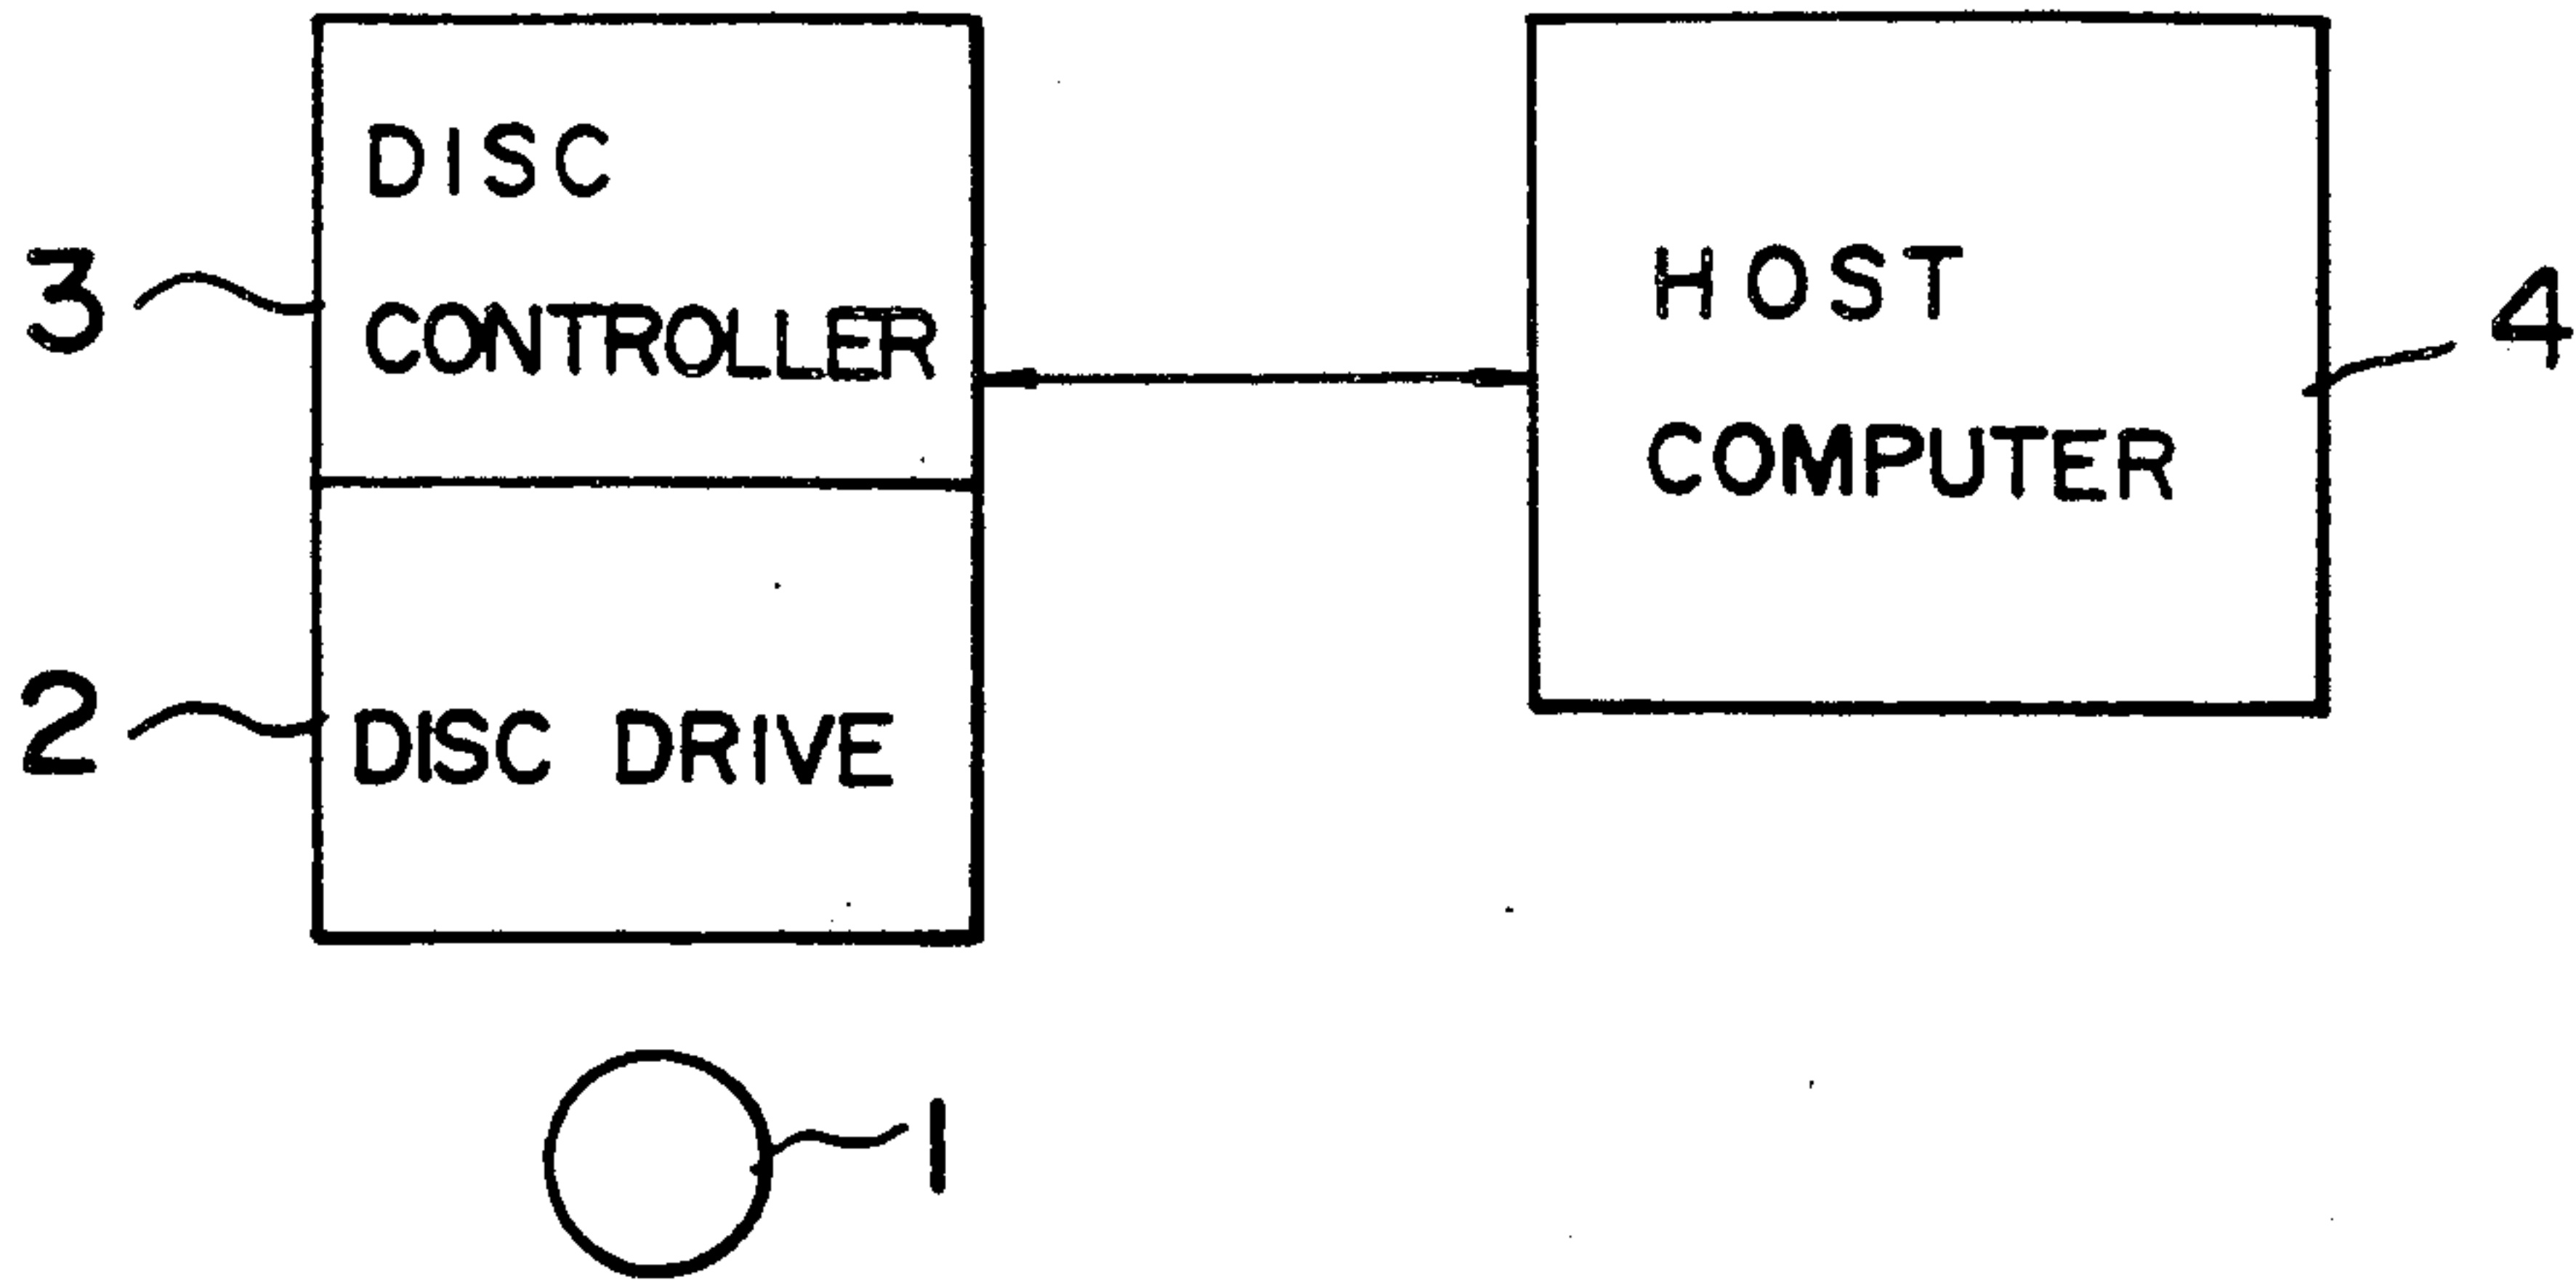 DISC
CONTROLLER
3
HOST
COMPUTER
4
DISC DRIVE
2
1